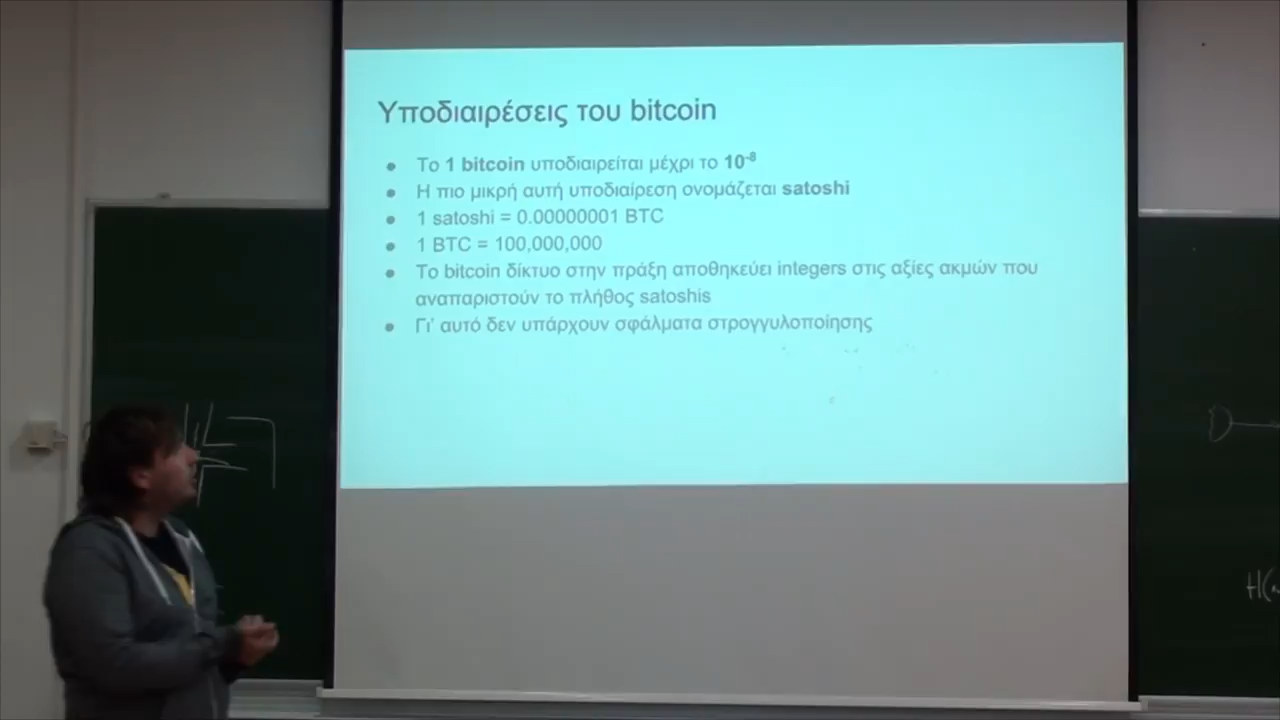 Υποδιαιρέσεις του bitcoin
● Το 1 bitcoin υποδιαιρείται μέχρι το 10⁻⁸
● Η πιο μικρή αυτή υποδιαίρεση ονομάζεται satoshi
● 1 satoshi = 0.00000001 BTC
● 1 BTC = 100,000,000
● Το bitcoin δίκτυο στην πράξη αποθηκεύει integers στις αξίες ακμών που
αναπαριστούν το πλήθος satoshis
● Γι' αυτό δεν υπάρχουν σφάλματα στρογγυλοποίησης
H(